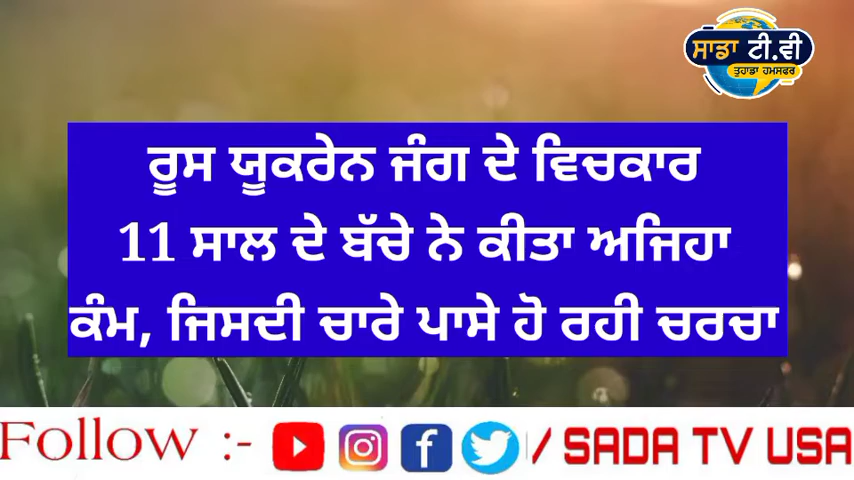 ਸਾਡਾ ਟੀ.ਵੀ
ਤੁਹਾਡਾ ਹਮਸਫਰ
ਰੂਸ ਯੂਕਰੇਨ ਜੰਗ ਦੇ ਵਿਚਕਾਰ
11 ਸਾਲ ਦੇ ਬੱਚੇ ਨੇ ਕੀਤਾ ਅਜਿਹਾ
ਕੰਮ, ਜਿਸਦੀ ਚਾਰੇ ਪਾਸੇ ਹੋ ਰਹੀ ਚਰਚਾ
Follow :- / SADA TV USA